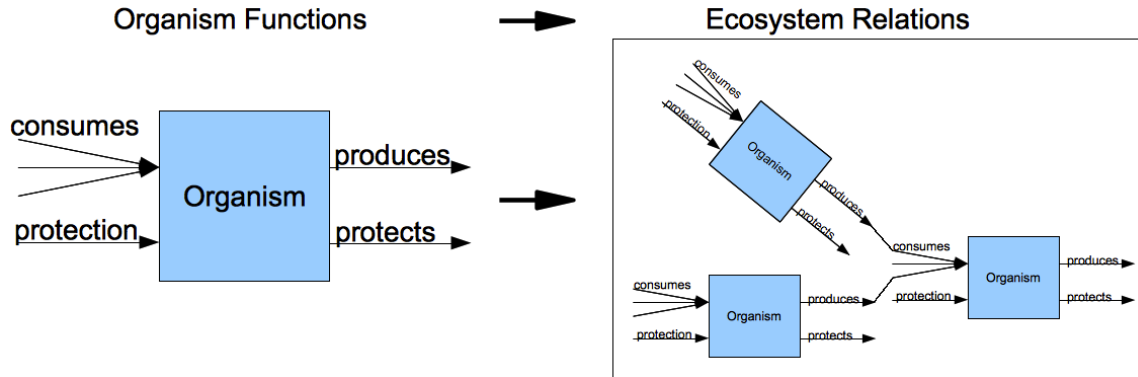 Organism Functions
Ecosystem Relations
consumes
protection
Organism
produces
protects
consumes
protection
Organism
produces
protects
consumes
protection
Organism
produces
protects
consumes
protection
Organism
produces
protects